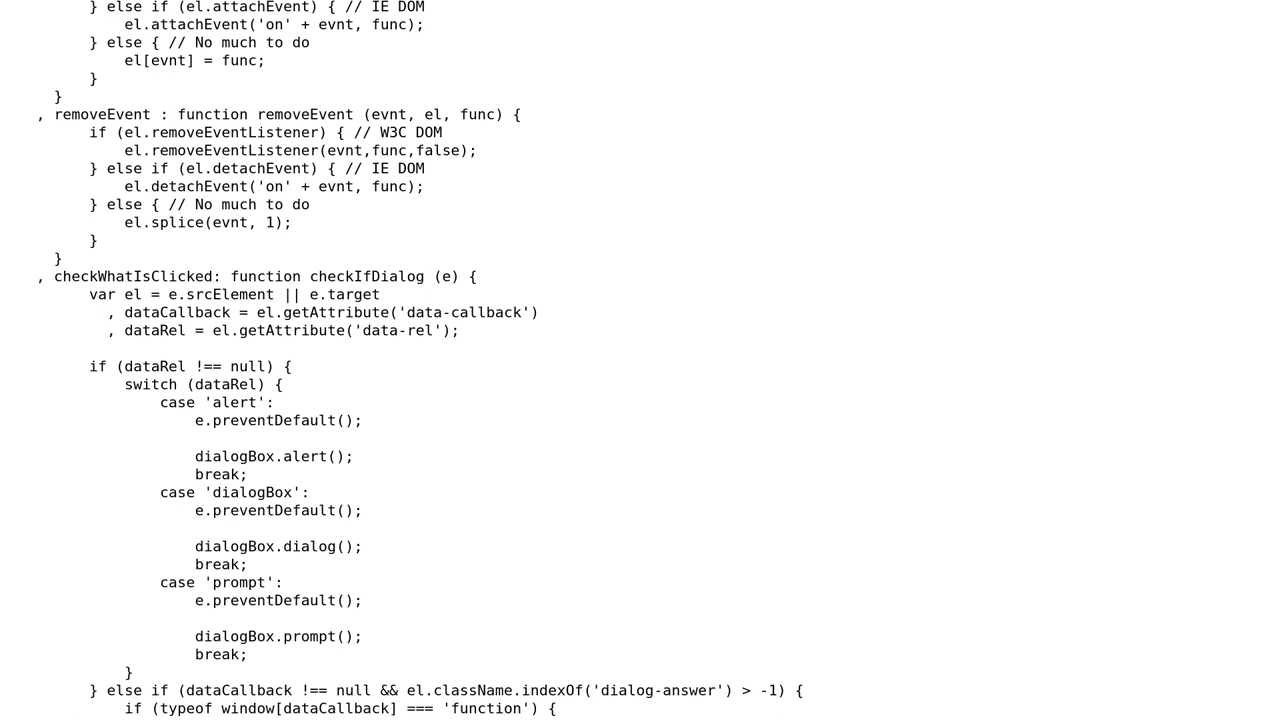 } else if (el.attachEvent) { // IE DOM
el.attachEvent('on' + evnt, func);
} else { // No much to do
el[evnt] = func;
}
}
, removeEvent : function removeEvent (evnt, el, func) {
if (el.removeEventListener) { // W3C DOM
el.removeEventListener(evnt,func,false);
} else if (el.detachEvent) { // IE DOM
el.detachEvent('on' + evnt, func);
} else { // No much to do
el.splice(evnt, 1);
}
}
, checkWhatIsClicked: function checkIfDialog (e) {
var el = e.srcElement || e.target
, dataCallback = el.getAttribute('data-callback')
, dataRel = el.getAttribute('data-rel');
if (dataRel !== null) {
switch (dataRel) {
case 'alert':
e.preventDefault();
dialogBox.alert();
break;
case 'dialogBox':
e.preventDefault();
dialogBox.dialog();
break;
case 'prompt':
e.preventDefault();
dialogBox.prompt();
break;
}
} else if (dataCallback !== null && el.className.indexOf('dialog-answer') > -1) {
if (typeof window[dataCallback] === 'function') {